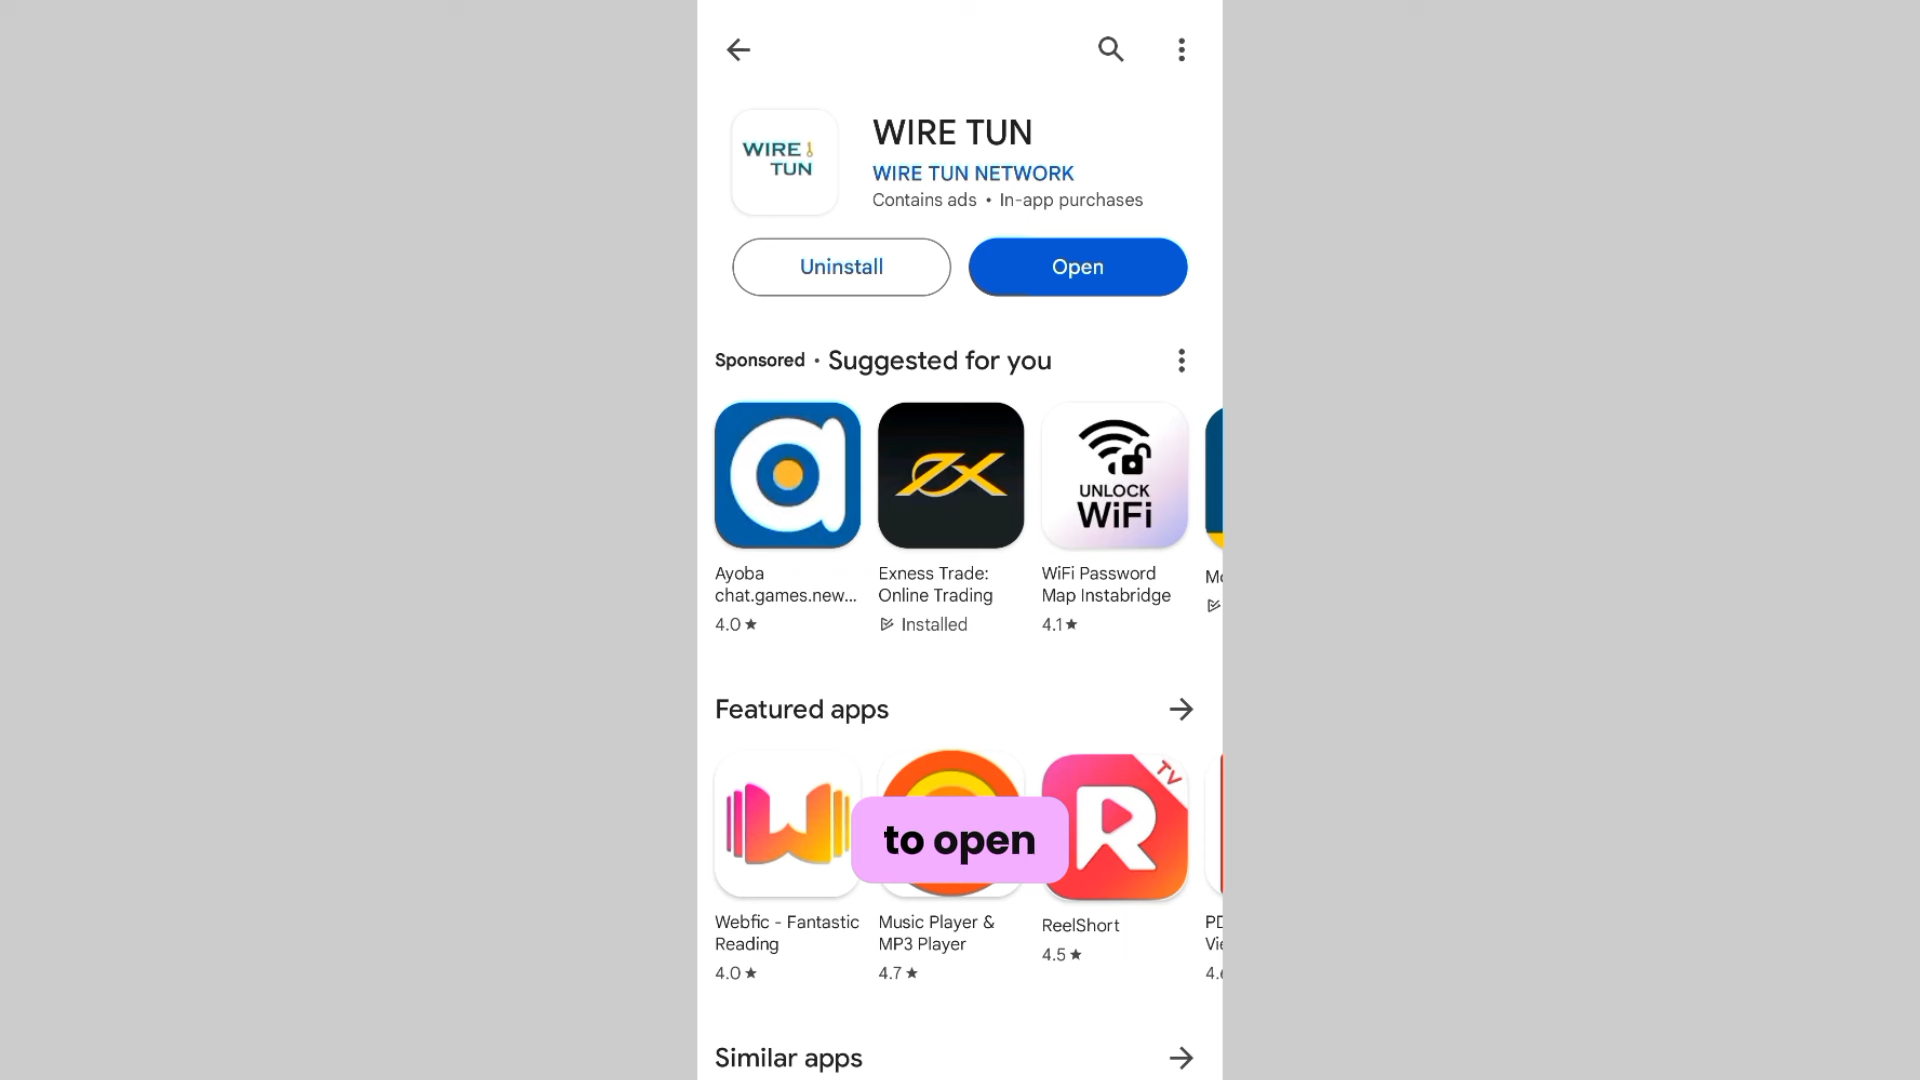 WIRE
TUN
WIRE TUN
WIRE TUN NETWORK
Contains ads • In-app purchases
Uninstall
Open
Sponsored · Suggested for you
UNLOCK
WiFi
Ayoba
chat.games.new...
4.0 ★
Exness Trade:
Online Trading
Installed
WiFi Password
Map Instabridge
4.1 ★
Featured apps
TV
R
to open
Webfic - Fantastic
Reading
4.0 ★
Music Player &
MP3 Player
4.7 ★
ReelShort
4.5 ★
Similar apps